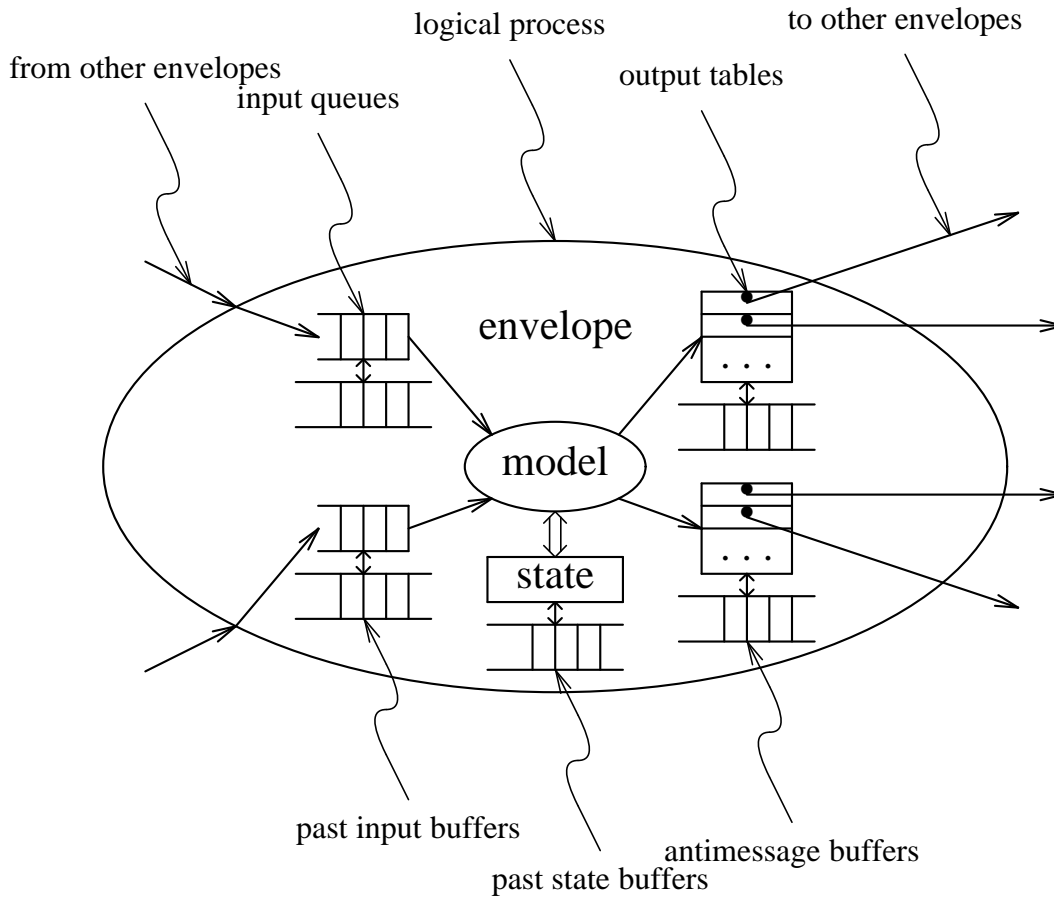 logical process
to other envelopes
from other envelopes
output tables
input queues
envelope
. . .
model
state
. . .
past input buffers
antimessage buffers
past state buffers